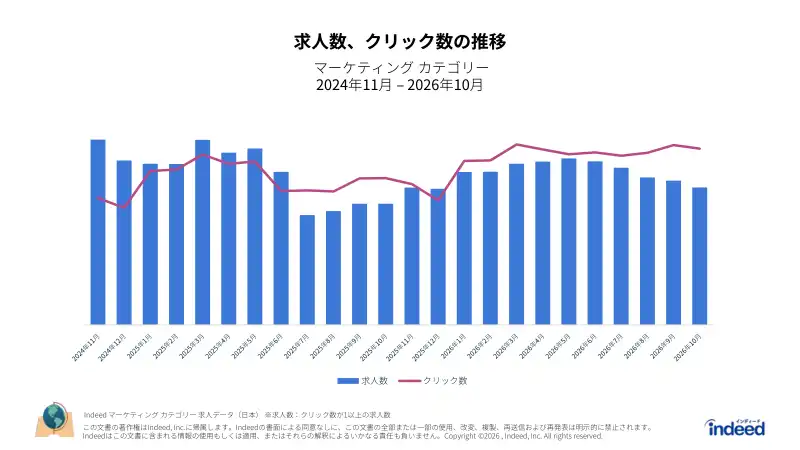 求人数、クリック数の推移
マーケティング カテゴリー
2024年11月 – 2026年10月
2024年11月
2024年12月
2025年1月
2025年2月
2025年3月
2025年4月
2025年5月
2025年6月
2025年7月
2025年8月
2025年9月
2025年10月
2025年11月
2025年12月
2026年1月
2026年2月
2026年3月
2026年4月
2026年5月
2026年6月
2026年7月
2026年8月
2026年9月
2026年10月
求人数 クリック数
Indeed マーケティング カテゴリー 求人データ（日本） ※求人数：クリック数が1以上の求人数
この文書の著作権はIndeed, Inc.に帰属します。Indeedの書面による同意なしに、この文書の全部または一部の使用、改変、複製、再送信および再発表は明示的に禁止されます。
Indeedはこの文書に含まれる情報の使用もしくは適用、またはそれらの解釈によるいかなる責任も負いません。Copyright ©2026 , Indeed, Inc. All rights reserved.
インディード
indeed